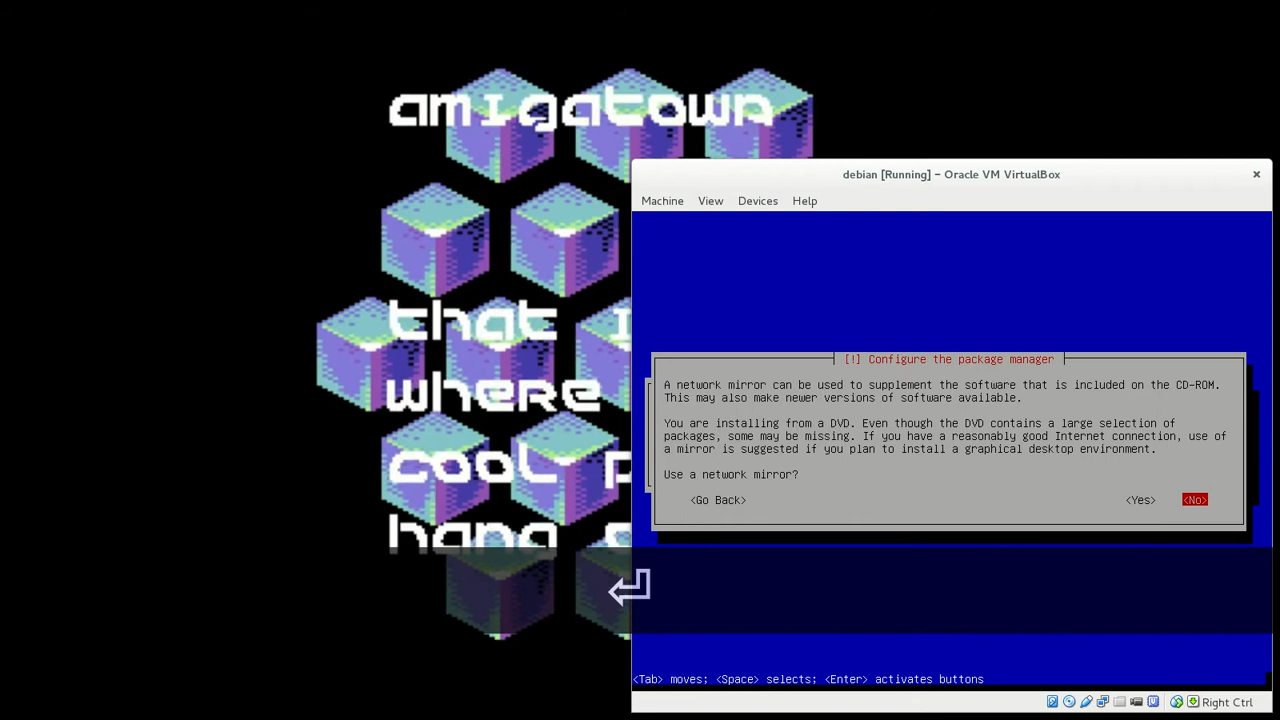 amigatown
that
where
cool
hang
debian [Running] - Oracle VM VirtualBox
×
Machine View Devices Help
[!] Configure the package manager
A network mirror can be used to supplement the software that is included on the CD-ROM.
This may also make newer versions of software available.
You are installing from a DVD. Even though the DVD contains a large selection of
packages, some may be missing. If you have a reasonably good Internet connection, use of
a mirror is suggested if you plan to install a graphical desktop environment.
Use a network mirror?
<Go Back> <Yes> <No>
<Tab> moves; <Space> selects; <Enter> activates buttons
Right Ctrl